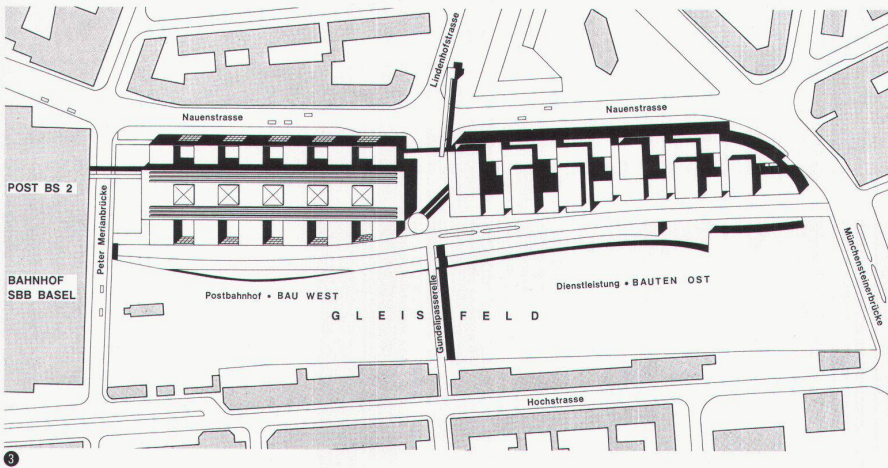 Lindenhofstrasse
Nauenstrasse
Nauenstrasse
POST BS 2
Peter Merianbrücke
BAHNHOF
SBB BASEL
Postbahnhof • BAU WEST
Gundelipasserelle
Dienstleistung • BAUTEN OST
Münchensteinerbrücke
GLEISFELD
Hochstrasse
3